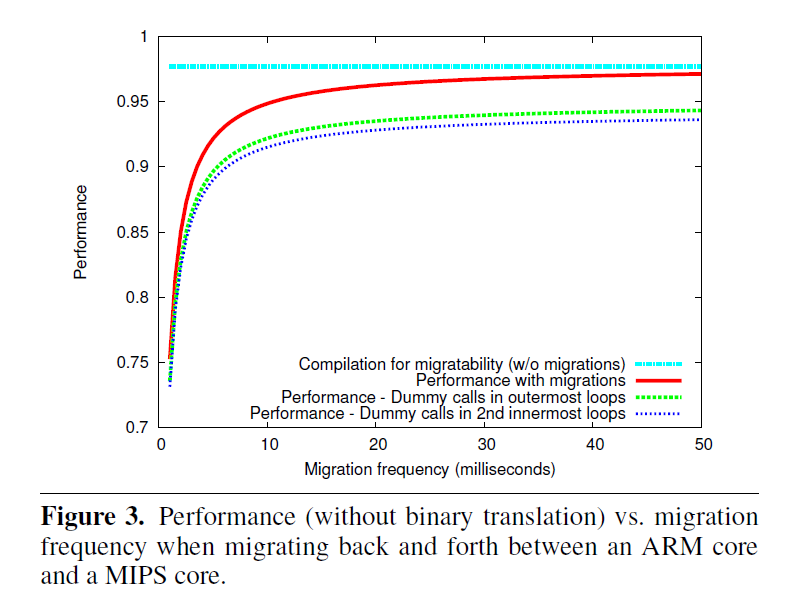 1
0.95
0.9
0.85
0.8
0.75
0.7
Performance
Compilation for migratability (w/o migrations)
Performance with migrations
Performance - Dummy calls in outermost loops
Performance - Dummy calls in 2nd innermost loops
0 10 20 30 40 50
Migration frequency (milliseconds)
Figure 3. Performance (without binary translation) vs. migration
frequency when migrating back and forth between an ARM core
and a MIPS core.